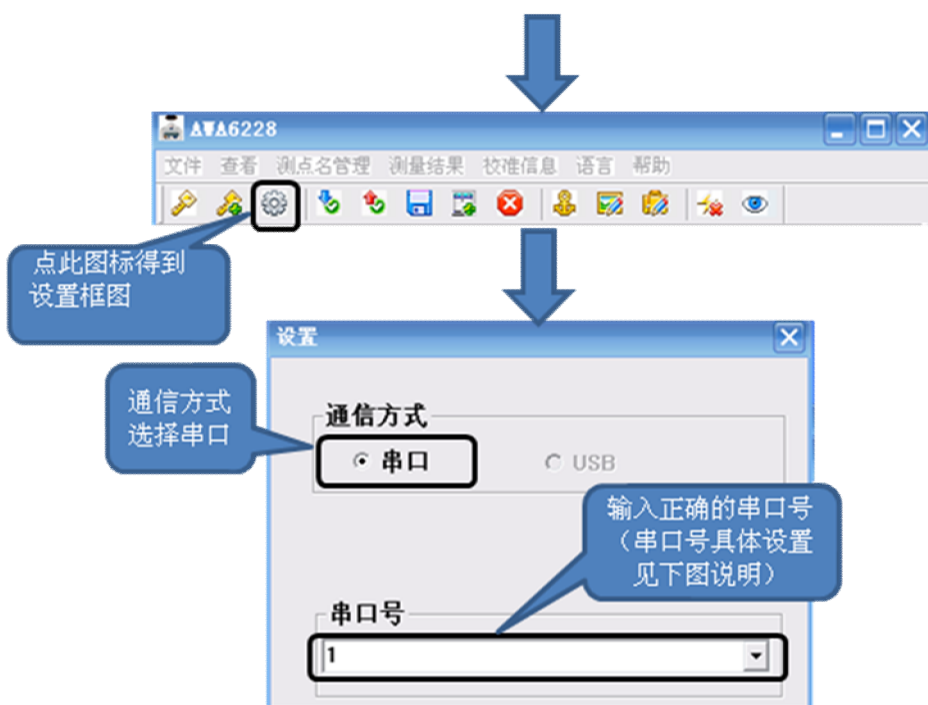 AWA6228
文件 查看 测点名管理 测量结果 校准信息 语言 帮助
点此图标得到
设置框图
设置
通信方式
选择串口
通信方式
串口 USB
输入正确的串口号
(串口号具体设置
见下图说明)
串口号
1